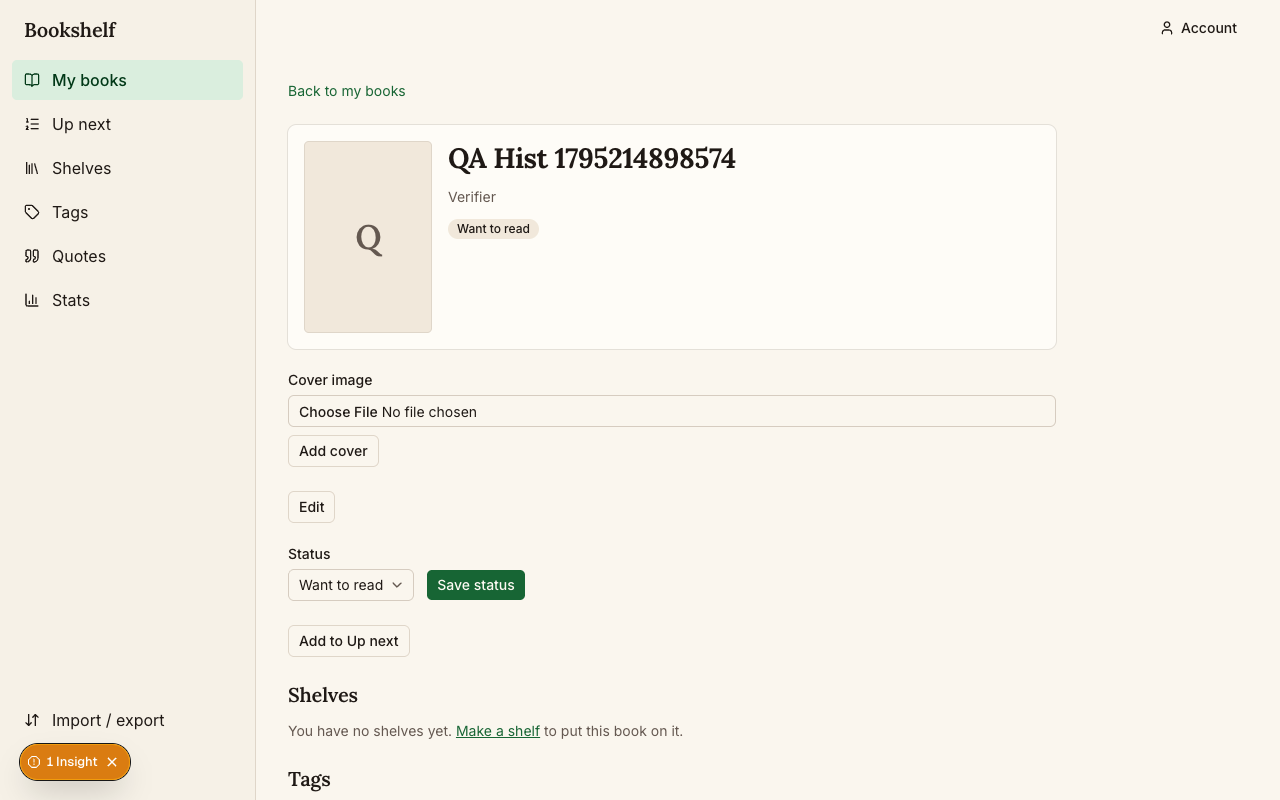 Bookshelf
Account
My books
Up next
Shelves
Tags
Quotes
Stats
Import / export
1 Insight
Back to my books
Q
QA Hist 1795214898574
Verifier
Want to read
Cover image
Choose File No file chosen
Add cover
Edit
Status
Want to read
Save status
Add to Up next
Shelves
You have no shelves yet. Make a shelf to put this book on it.
Tags